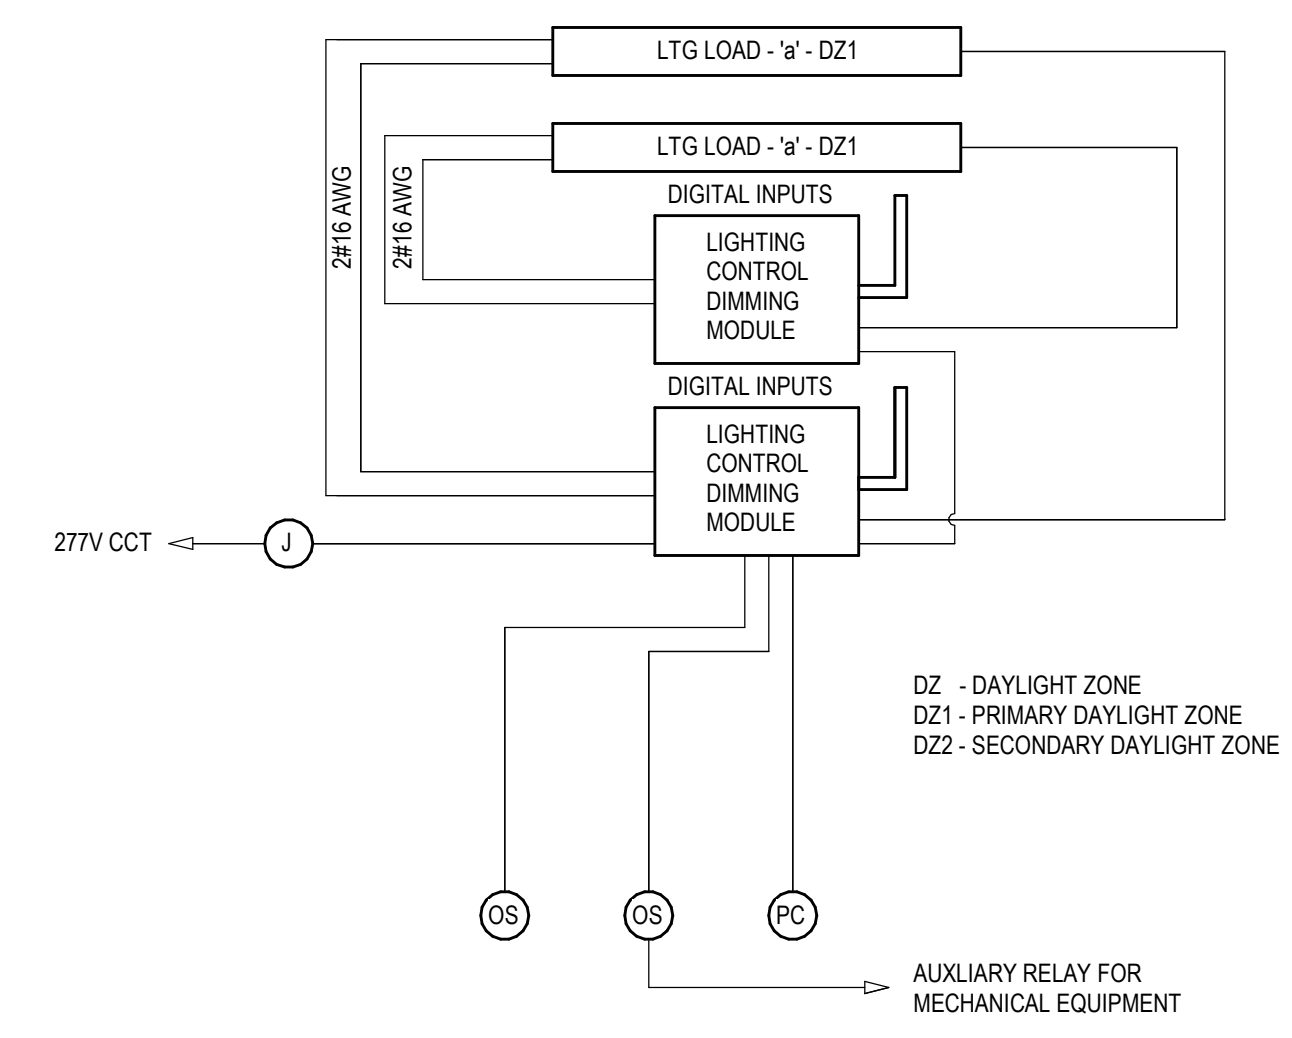 LTG LOAD - 'a' - DZ1
LTG LOAD - 'a' - DZ1
2#16 AWG
2#16 AWG
DIGITAL INPUTS
LIGHTING
CONTROL
DIMMING
MODULE
DIGITAL INPUTS
LIGHTING
CONTROL
DIMMING
MODULE
277V CCT
J
DZ - DAYLIGHT ZONE
DZ1 - PRIMARY DAYLIGHT ZONE
DZ2 - SECONDARY DAYLIGHT ZONE
OS
OS
PC
AUXLIARY RELAY FOR
MECHANICAL EQUIPMENT